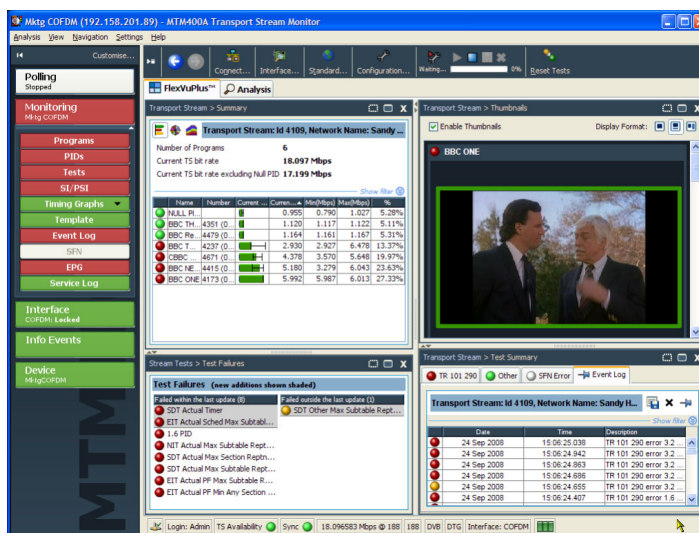 Mktg COFDM (192.158.201.89) - MTM400A Transport Stream Monitor
Analysis View Navigation Settings Help
Customise...
Connect... Interface... Standard... Configuration... Waiting... 0% Reset Tests
Polling
Stopped
Monitoring
Mktg COFDM
Programs
PIDs
Tests
SI/PSI
Timing Graphs
Template
Event Log
SFN
EPG
Service Log
Interface
COFDM: Locked
Info Events
Device
MktgCOFDM
MTM
FlexVuPlus™ Analysis
Transport Stream > Summary
Transport Stream: Id 4109, Network Name: Sandy ...
Number of Programs 6
Current TS bit rate 18.097 Mbps
Current TS bit rate excluding Null PID 17.199 Mbps
Show filter
Name Number Current ... Curren... Min(Mbps) Max(Mbps) %
NULL PI... 0.955 0.790 1.027 5.28%
BBC TH... 4351 (0... 1.120 1.117 1.122 5.11%
BBC Re... 4479 (0... 1.164 1.161 1.167 5.31%
BBC T... 4237 (0... 2.930 2.927 6.478 13.37%
CBBC ... 4671 (0... 4.378 3.570 5.648 19.97%
BBC NE... 4415 (0... 5.180 3.279 6.043 23.63%
BBC ONE 4173 (0... 5.992 5.987 6.013 27.33%
Transport Stream > Thumbnails
Enable Thumbnails Display Format:
BBC ONE
Stream Tests > Test Failures
Test Failures (new additions shown shaded)
Failed within the last update (8) Failed outside the last update (1)
SDT Actual Timer SDT Other Max Subtable Rept...
EIT Actual Sched Max Subtabl...
1.6 PID
NIT Actual Max Subtable Rept...
SDT Actual Max Section Reptn...
SDT Actual Max Subtable Rept...
EIT Actual PF Max Subtable R...
EIT Actual PF Min Any Section ...
Transport Stream > Test Summary
TR 101 290 Other SFN Error Event Log
Transport Stream: Id 4109, Network Name: Sandy H...
Show filter
Date Time Description
24 Sep 2008 15:06:25.038 TR 101 290 error 3.2 ...
24 Sep 2008 15:06:24.942 TR 101 290 error 3.2 ...
24 Sep 2008 15:06:24.863 TR 101 290 error 3.2 ...
24 Sep 2008 15:06:24.686 TR 101 290 error 3.2 ...
24 Sep 2008 15:06:24.655 TR 101 290 error 3.2 ...
24 Sep 2008 15:06:24.407 TR 101 290 error 1.6 ...
Login: Admin TS Availability Sync 18.096583 Mbps @ 188 188 DVB DTG Interface: COFDM